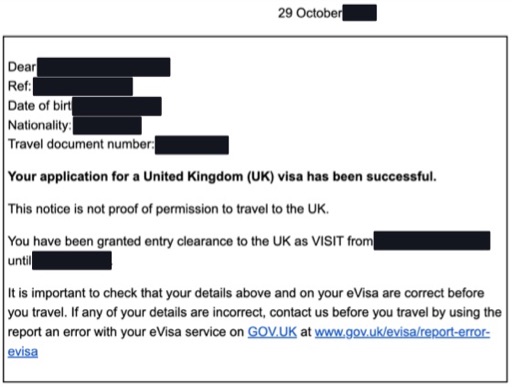 29 October
Dear
Ref:
Date of birt
Nationality:
Travel document number:
Your application for a United Kingdom (UK) visa has been successful.
This notice is not proof of permission to travel to the UK.
You have been granted entry clearance to the UK as VISIT from
until
It is important to check that your details above and on your eVisa are correct before
you travel. If any of your details are incorrect, contact us before you travel by using the
report an error with your eVisa service on GOV.UK at www.gov.uk/evisa/report-error-
evisa